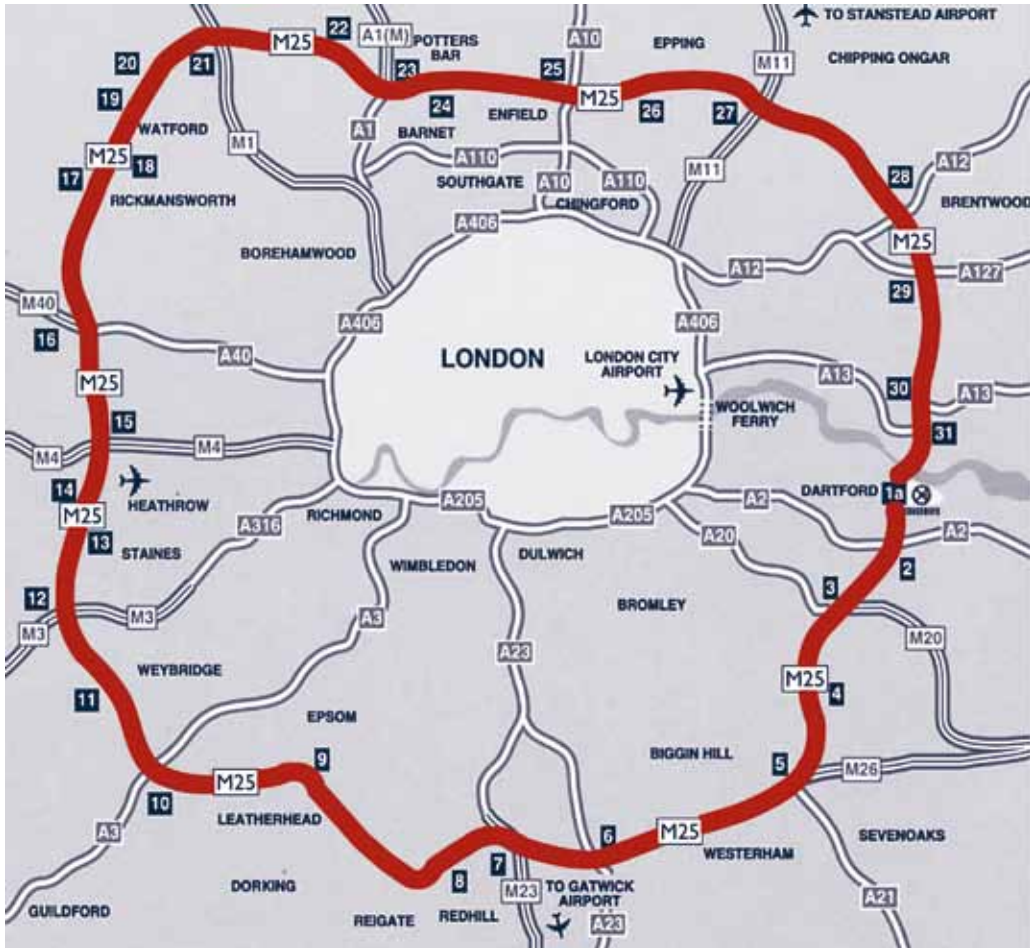 22
A1(M)
POTTERS
BAR
A10
EPPING
TO STANSTEAD AIRPORT
M25
20
21
23
25
M11
CHIPPING ONGAR
19
24
ENFIELD
M25
26
27
WATFORD
M1
A1
BARNET
M25
18
17
A110
SOUTHGATE
A10
A110
M11
A12
28
RICKMANSWORTH
CHINGFORD
BRENTWOOD
A406
M25
BOREHAMWOOD
A12
A127
29
M40
A406
A406
16
A40
LONDON
LONDON CITY
AIRPORT
A13
M25
30
A13
15
WOOLWICH
FERRY
31
M4
M4
14
HEATHROW
A205
DARTFORD
1a
M25
RICHMOND
A205
A2
13
A316
A20
A2
STAINES
WIMBLEDON
DULWICH
2
12
3
BROMLEY
M3
M3
A3
M20
A23
WEYBRIDGE
M25
11
4
EPSOM
BIGGIN HILL
9
5
M26
M25
10
LEATHERHEAD
6
M25
A3
SEVENOAKS
WESTERHAM
7
DORKING
8
M23
TO GATWICK
AIRPORT
GUILDFORD
REIGATE
REDHILL
A21
A23